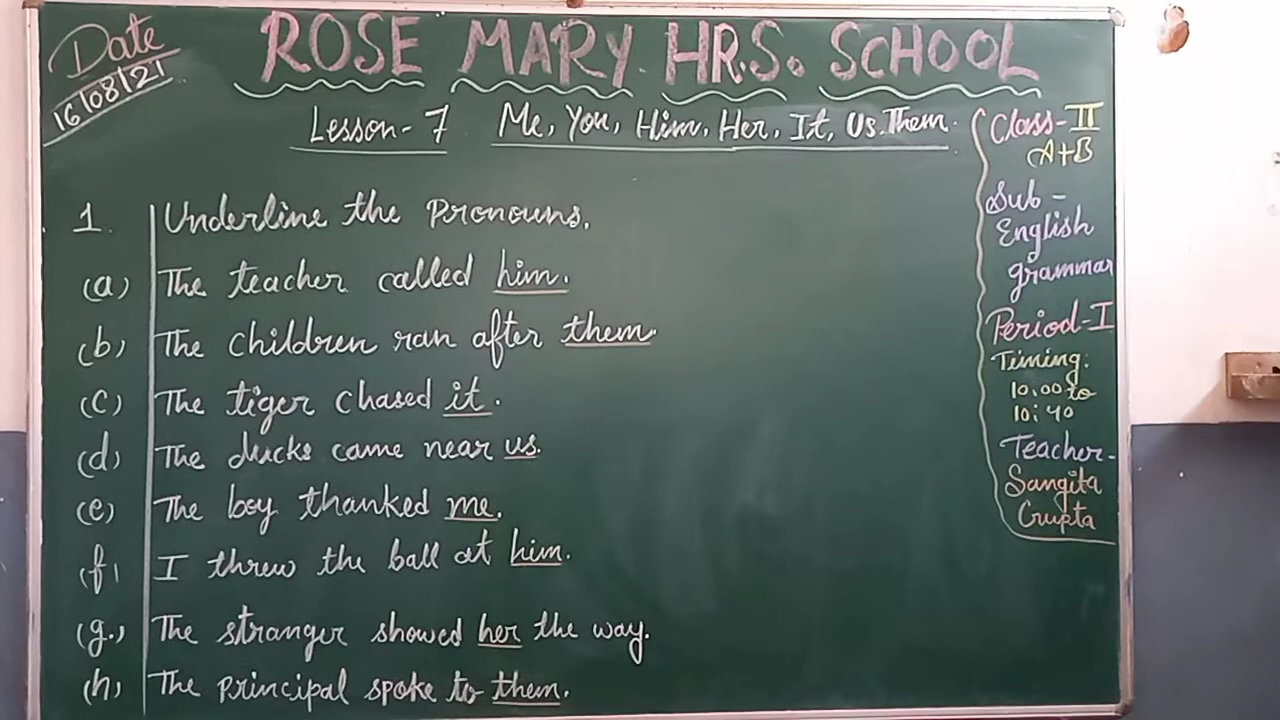 Date
16/08/21
ROSE MARY HR.S. SCHOOL
Lesson-7 Me, You, Him, Her, It, Us, Them.
1. Underline the Pronouns.
(a) The teacher called him.
(b) The children ran after them.
(c) The tiger chased it.
(d) The ducks came near us.
(e) The boy thanked me.
(f) I threw the ball at him.
(g.) The stranger showed her the way.
(h) The principal spoke to them.
Class-II
A+B
Sub-
English
grammar
Period-I
Timing:
10:00 to
10:40
Teacher-
Sangita
Gupta